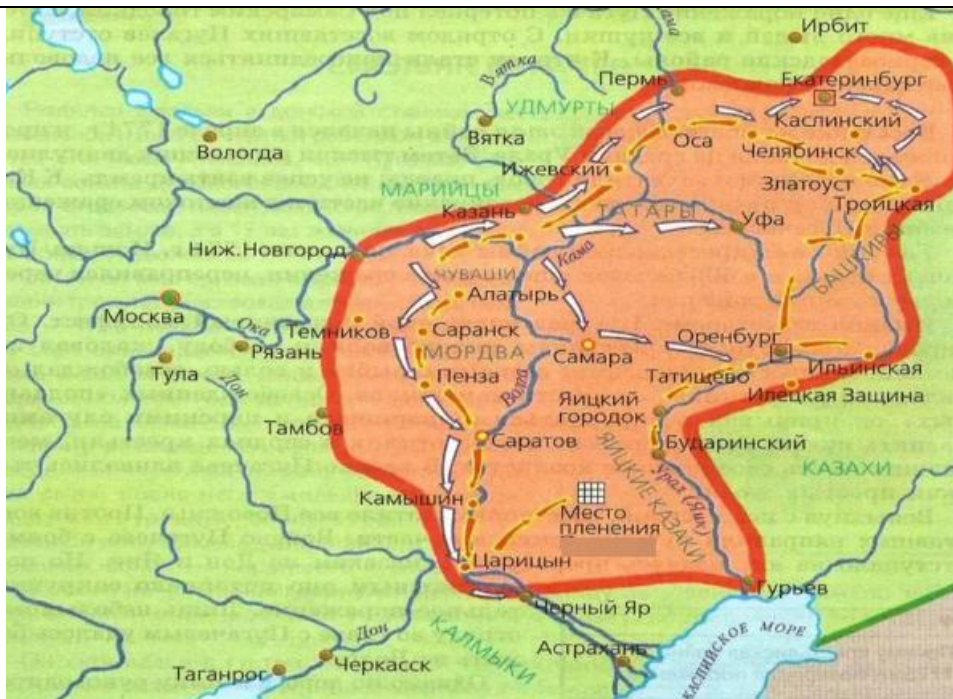 Ирбит
Пермь
Екатеринбург
Вятка
УДМУРТЫ
Каслинский
Вятка
Оса
Челябинск
Вологда
Ижевский
Златоуст
МАРИЙЦЫ
Троицкая
Казань
ТАТАРЫ
Уфа
Ниж.Новгород
Кама
БАШКИРЫ
ЧУВАШИ
Алатырь
Москва
Ока
Темников
Саранск
Оренбург
Рязань
МОРДВА
Самара
Ильинская
Тула
Дон
Пенза
Татищево
Илецкая Защина
Волга
Яицкий
городок
Тамбов
Саратов
Бударинский
ЯИЦКИЕ КАЗАКИ
Урал (Яик)
КАЗАХИ
Камышин
Место
пленения
Царицын
Гурьев
Черный Яр
Дон
КАЛМЫКИ
Астрахань
КАСПИЙСКОЕ МОРЕ
Черкасск
Таганрог